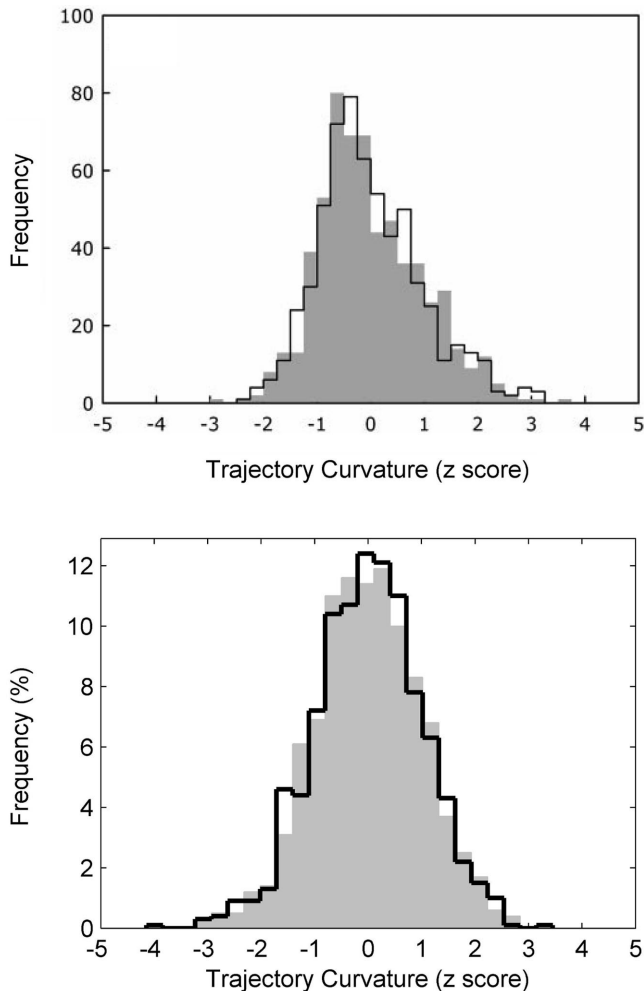 100
80
60
40
20
0
Frequency
-5 -4 -3 -2 -1 0 1 2 3 4 5
Trajectory Curvature (z score)
12
10
8
6
4
2
0
Frequency (%)
-5 -4 -3 -2 -1 0 1 2 3 4 5
Trajectory Curvature (z score)